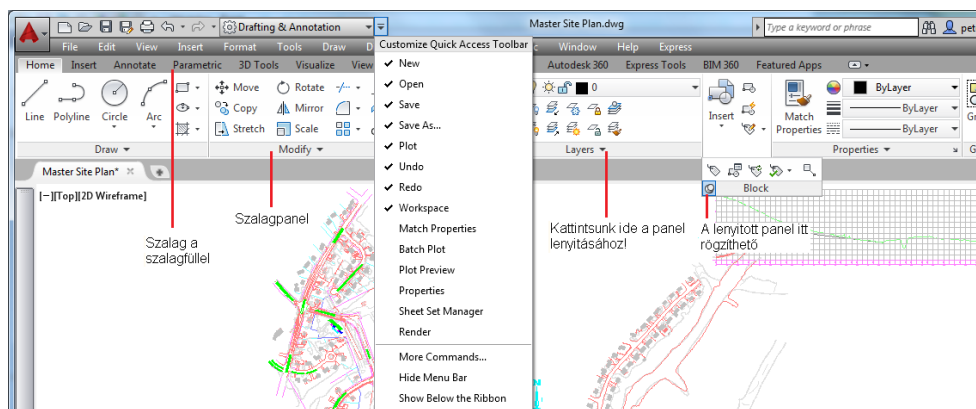 Drafting & Annotation
Master Site Plan.dwg
Type a keyword or phrase
pet
File Edit View Insert Format Tools Draw D
Window Help Express
Customize Quick Access Toolbar
New
Open
Save
Save As...
Plot
Undo
Redo
Workspace
Match Properties
Batch Plot
Plot Preview
Properties
Sheet Set Manager
Render
More Commands...
Hide Menu Bar
Show Below the Ribbon
Home Insert Annotate Parametric 3D Tools Visualize View
Autodesk 360 Express Tools BIM 360 Featured Apps
Line Polyline Circle Arc
Move Rotate
Copy Mirror
Stretch Scale
Draw
Modify
0
Layers
Insert
Block
Match
Properties
ByLayer
ByLayer
ByLayer
Properties
Gr
G
Master Site Plan*
[−][Top][2D Wireframe]
Szalag a
szalagfüllel
Szalagpanel
Kattintsunk ide a panel
lenyitásához!
A lenyitott panel itt
rögzíthető